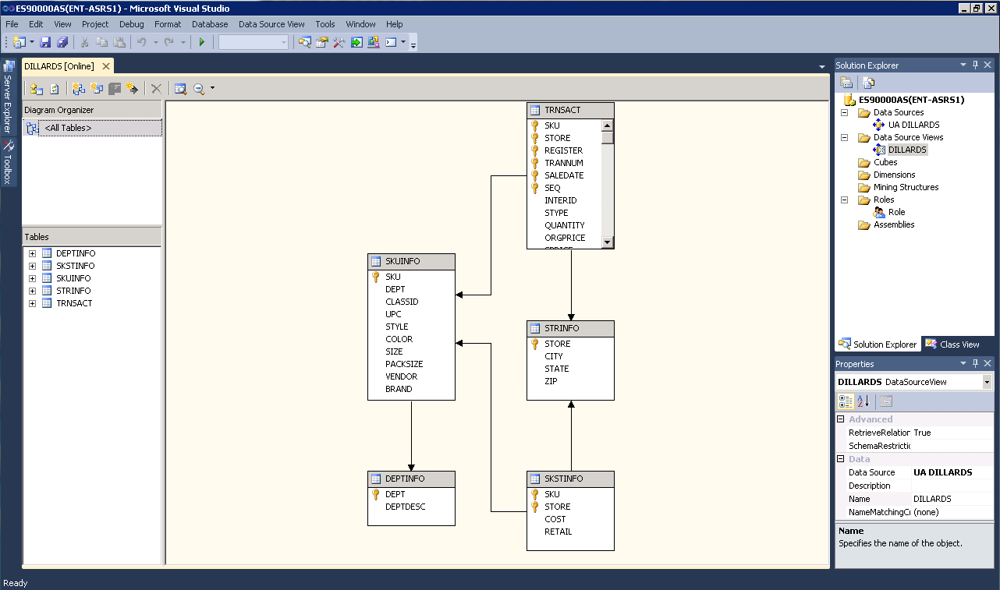 ES90000AS(ENT-ASRS1) - Microsoft Visual Studio
File Edit View Project Debug Format Database Data Source View Tools Window Help
Server Explorer
Toolbox
DILLARDS [Online]
Diagram Organizer
<All Tables>
Tables
DEPTINFO
SKSTINFO
SKUINFO
STRINFO
TRNSACT
TRNSACT
SKU
STORE
REGISTER
TRANNUM
SALEDATE
SEQ
INTERID
STYPE
QUANTITY
ORGPRICE
SKUINFO
SKU
DEPT
CLASSID
UPC
STYLE
COLOR
SIZE
PACKSIZE
VENDOR
BRAND
STRINFO
STORE
CITY
STATE
ZIP
DEPTINFO
DEPT
DEPTDESC
SKSTINFO
SKU
STORE
COST
RETAIL
Solution Explorer
ES90000AS(ENT-ASRS1)
Data Sources
UA DILLARDS
Data Source Views
DILLARDS
Cubes
Dimensions
Mining Structures
Roles
Role
Assemblies
Solution Explorer Class View
Properties
DILLARDS DataSourceView
Advanced
RetrieveRelation True
SchemaRestrictio
Data
Data Source UA DILLARDS
Description
Name DILLARDS
NameMatchingCr (none)
Name
Specifies the name of the object.
Ready